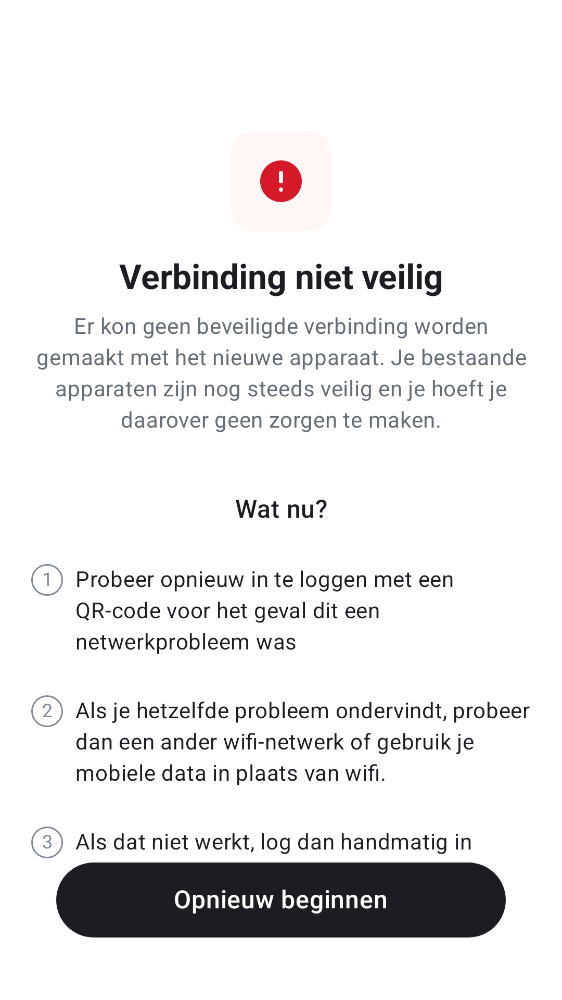 Verbinding niet veilig
Er kon geen beveiligde verbinding worden
gemaakt met het nieuwe apparaat. Je bestaande
apparaten zijn nog steeds veilig en je hoeft je
daarover geen zorgen te maken.
Wat nu?
1 Probeer opnieuw in te loggen met een
QR-code voor het geval dit een
netwerkprobleem was
2 Als je hetzelfde probleem ondervindt, probeer
dan een ander wifi-netwerk of gebruik je
mobiele data in plaats van wifi.
3 Als dat niet werkt, log dan handmatig in
Opnieuw beginnen